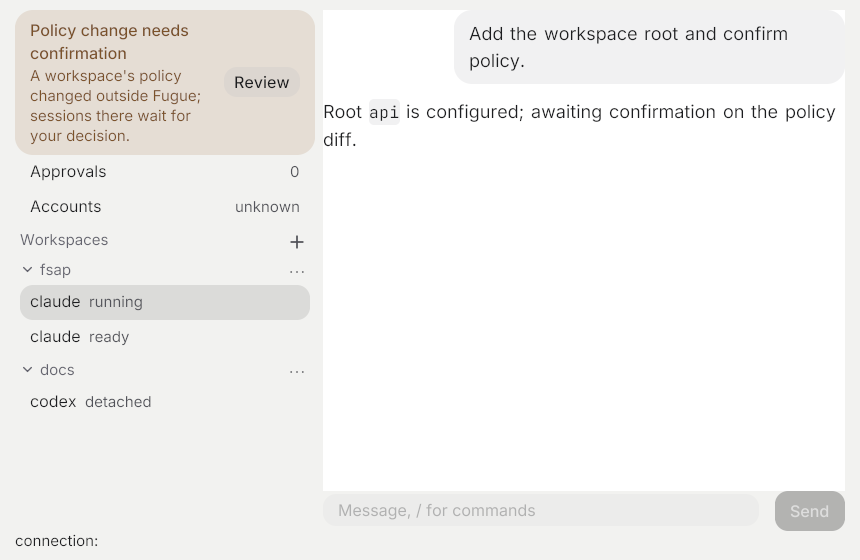 Policy change needs
confirmation
A workspace's policy
changed outside Fugue;
sessions there wait for
your decision.
Review
Approvals 0
Accounts unknown
Workspaces +
fsap ...
claude running
claude ready
docs ...
codex detached
connection:
Add the workspace root and confirm
policy.
Root api is configured; awaiting confirmation on the policy
diff.
Message, / for commands
Send